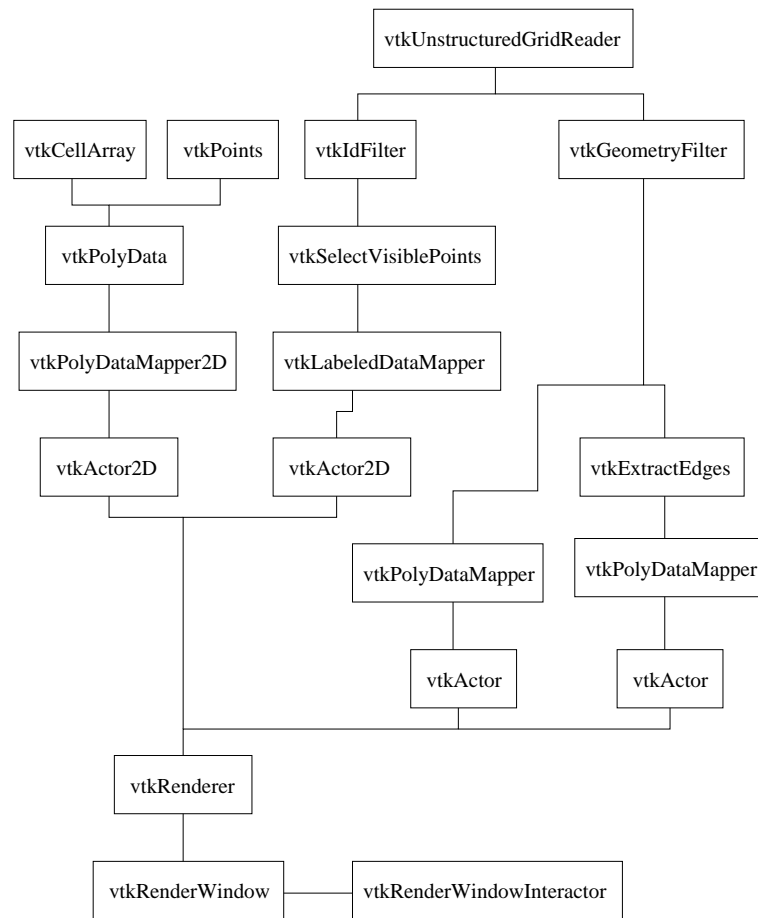 vtkUnstructuredGridReader
vtkCellArray
vtkPoints
vtkIdFilter
vtkGeometryFilter
vtkPolyData
vtkSelectVisiblePoints
vtkPolyDataMapper2D
vtkLabeledDataMapper
vtkActor2D
vtkActor2D
vtkExtractEdges
vtkPolyDataMapper
vtkPolyDataMapper
vtkActor
vtkActor
vtkRenderer
vtkRenderWindow
vtkRenderWindowInteractor